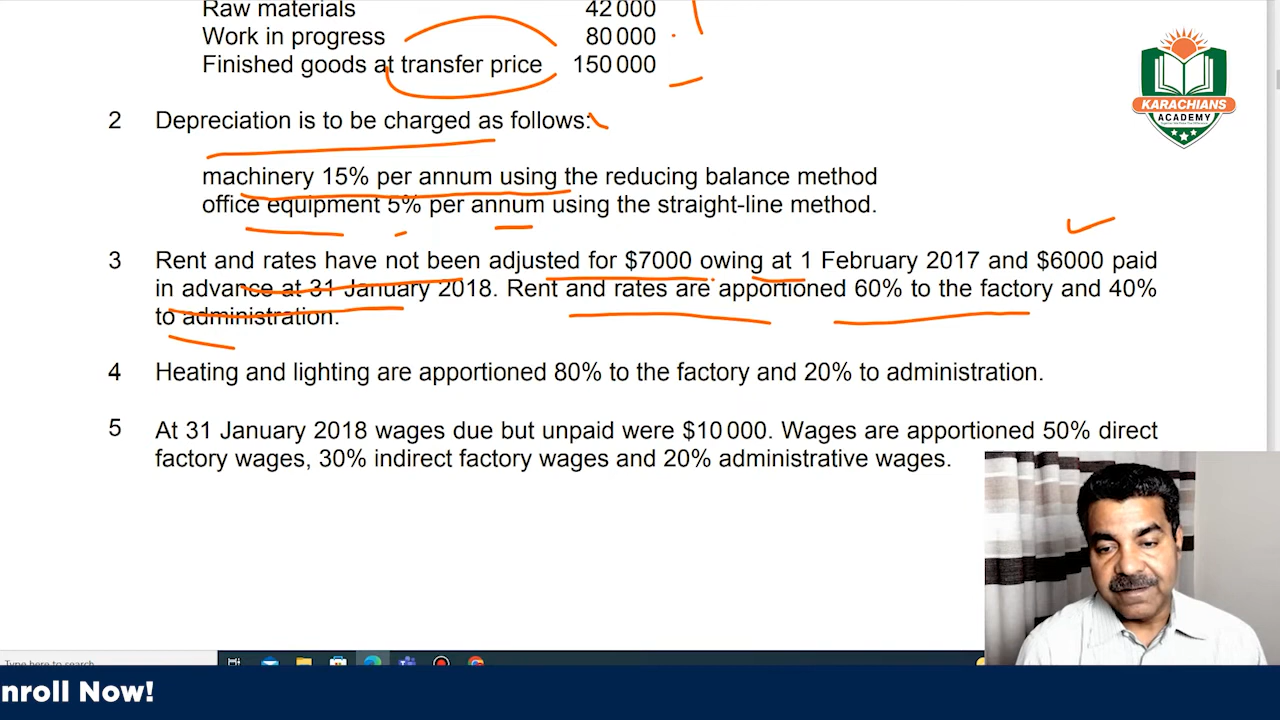 Raw materials 42 000
Work in progress 80 000
Finished goods at transfer price 150 000
2 Depreciation is to be charged as follows:
machinery 15% per annum using the reducing balance method
office equipment 5% per annum using the straight-line method.
3 Rent and rates have not been adjusted for $7000 owing at 1 February 2017 and $6000 paid
in advance at 31 January 2018. Rent and rates are apportioned 60% to the factory and 40%
to administration.
4 Heating and lighting are apportioned 80% to the factory and 20% to administration.
5 At 31 January 2018 wages due but unpaid were $10 000. Wages are apportioned 50% direct
factory wages, 30% indirect factory wages and 20% administrative wages.
KARACHIANS
ACADEMY
Type here to search
nroll Now!